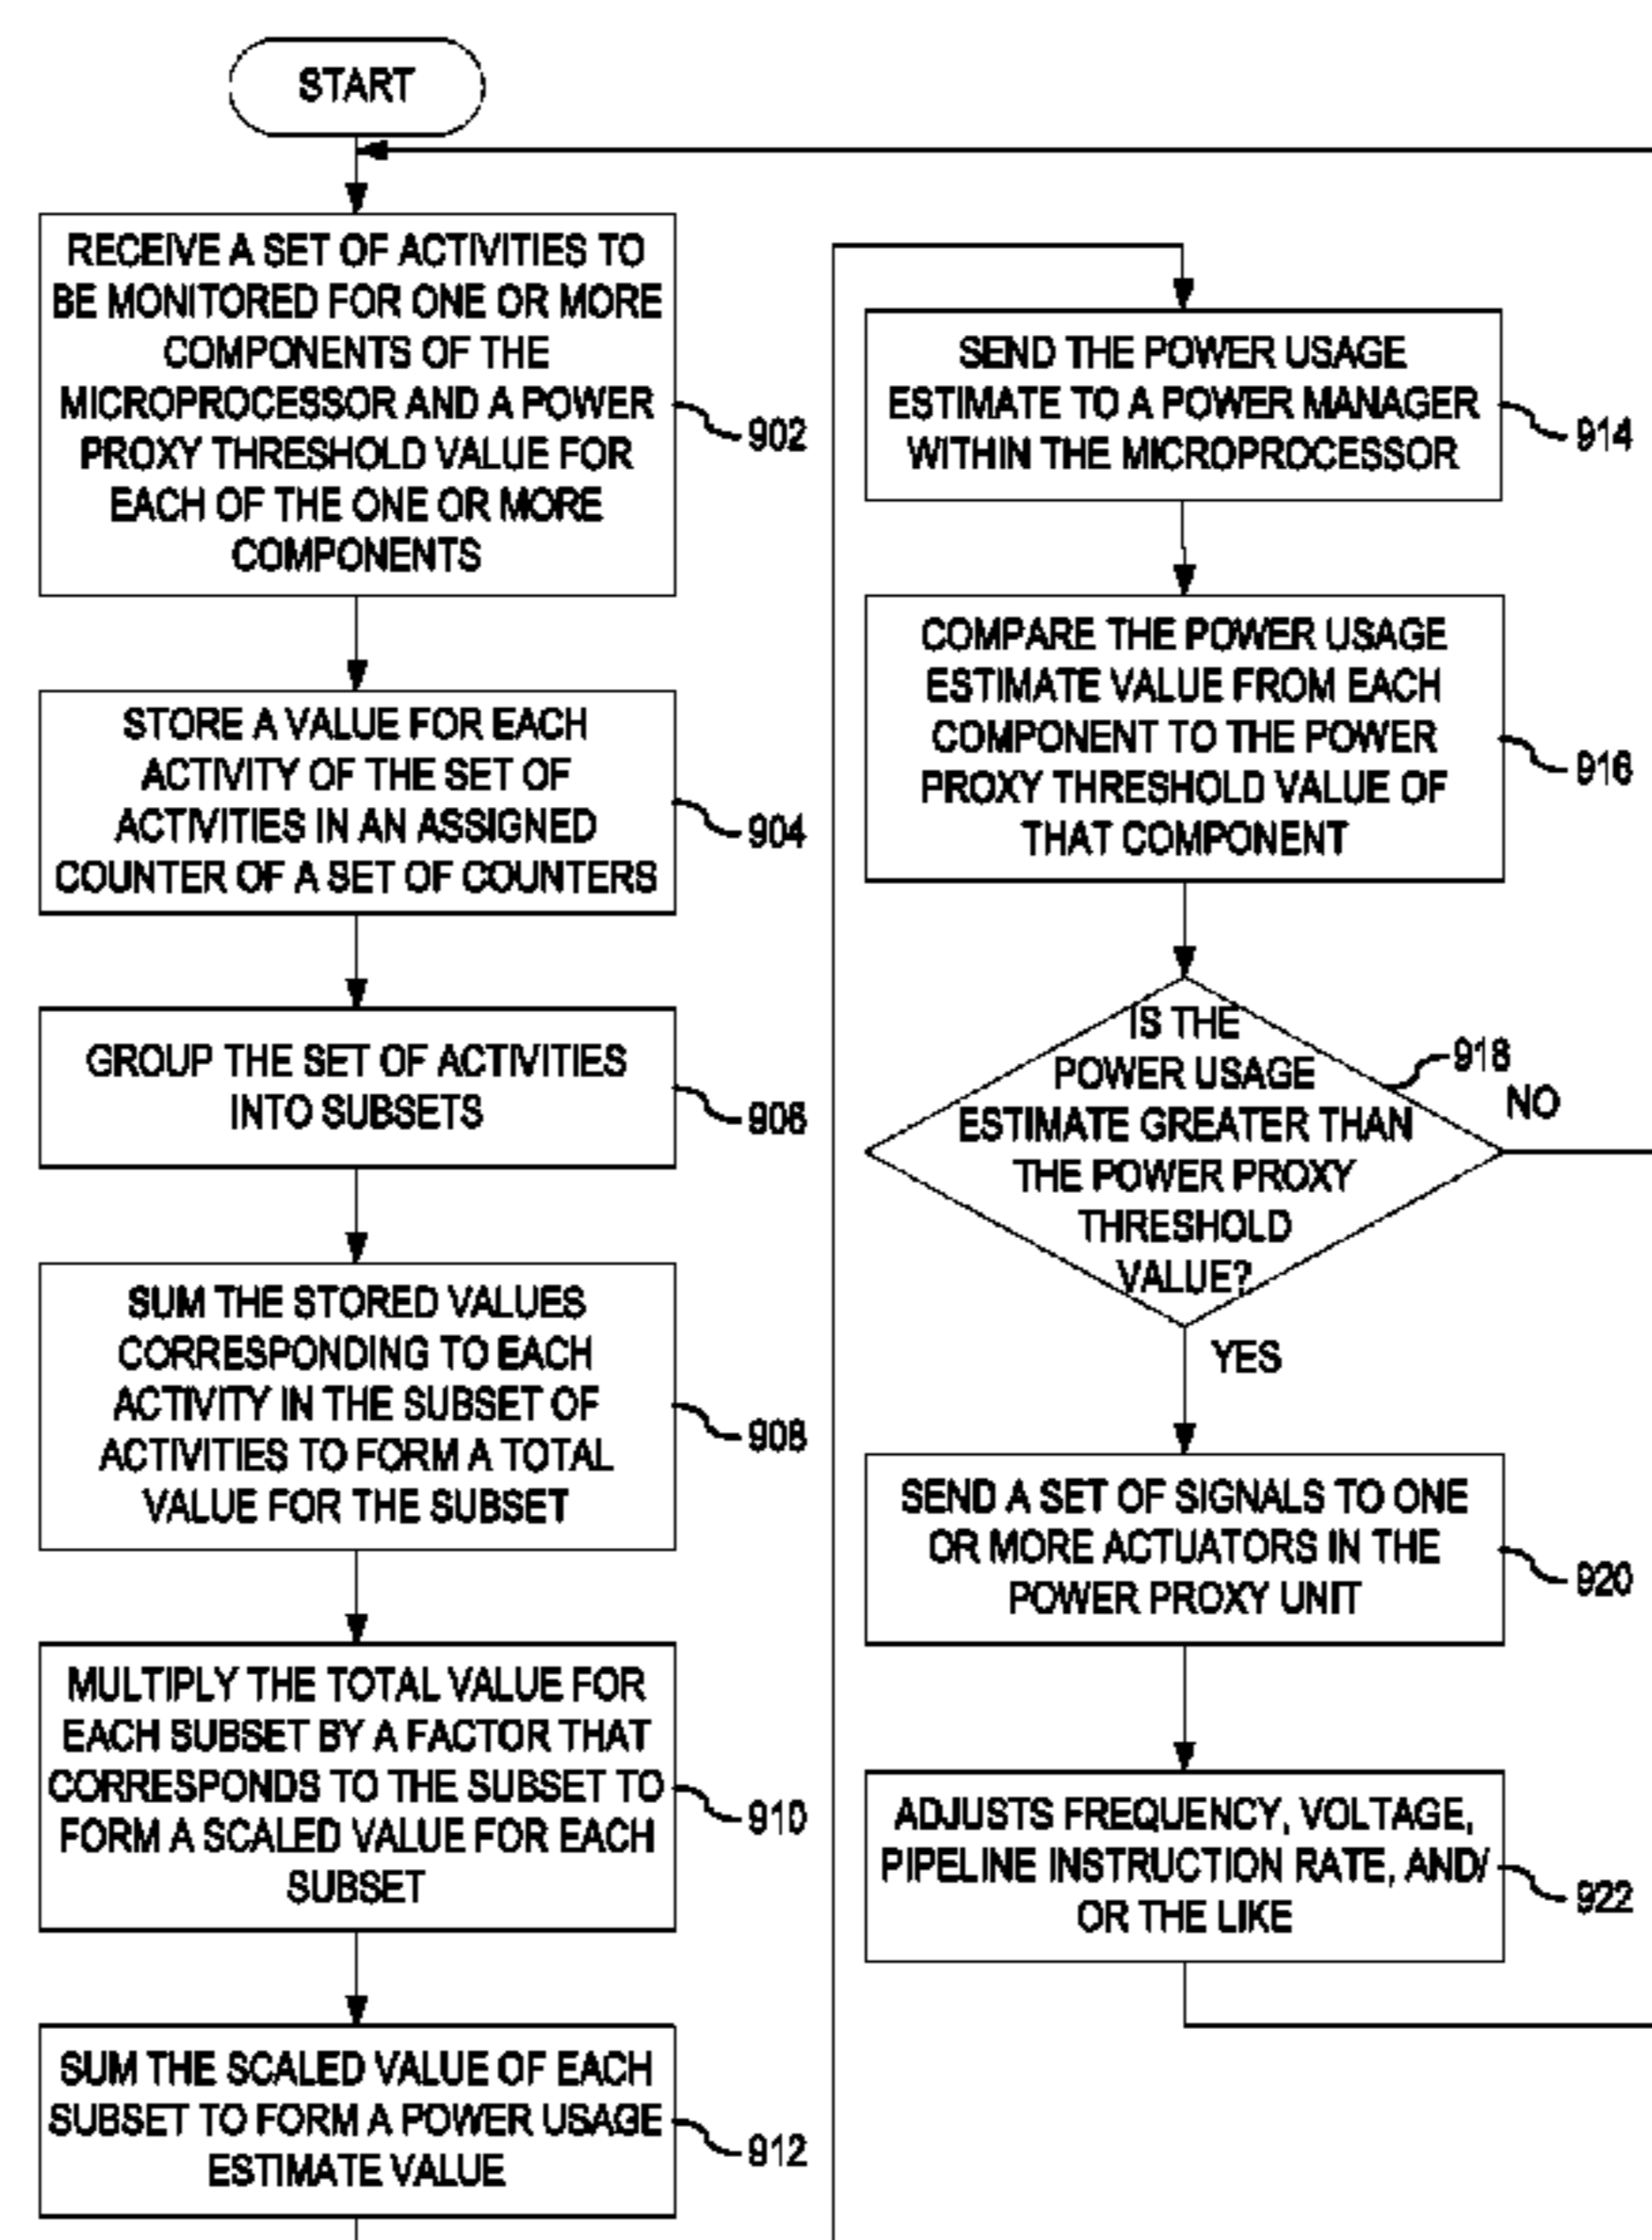 START
RECEIVE A SET OF ACTIVITIES TO
BE MONITORED FOR ONE OR MORE
COMPONENTS OF THE
MICROPROCESSOR AND A POWER
PROXY THRESHOLD VALUE FOR
EACH OF THE ONE OR MORE
COMPONENTS
902
STORE A VALUE FOR EACH
ACTIVITY OF THE SET OF
ACTIVITIES IN AN ASSIGNED
COUNTER OF A SET OF COUNTERS
904
GROUP THE SET OF ACTIVITIES
INTO SUBSETS
906
SUM THE STORED VALUES
CORRESPONDING TO EACH
ACTIVITY IN THE SUBSET OF
ACTIVITIES TO FORM A TOTAL
VALUE FOR THE SUBSET
908
MULTIPLY THE TOTAL VALUE FOR
EACH SUBSET BY A FACTOR THAT
CORRESPONDS TO THE SUBSET TO
FORM A SCALED VALUE FOR EACH
SUBSET
910
SUM THE SCALED VALUE OF EACH
SUBSET TO FORM A POWER USAGE
ESTIMATE VALUE
912
SEND THE POWER USAGE
ESTIMATE TO A POWER MANAGER
WITHIN THE MICROPROCESSOR
914
COMPARE THE POWER USAGE
ESTIMATE VALUE FROM EACH
COMPONENT TO THE POWER
PROXY THRESHOLD VALUE OF
THAT COMPONENT
916
IS THE
POWER USAGE
ESTIMATE GREATER THAN
THE POWER PROXY
THRESHOLD
VALUE?
918
NO
YES
SEND A SET OF SIGNALS TO ONE
OR MORE ACTUATORS IN THE
POWER PROXY UNIT
920
ADJUSTS FREQUENCY, VOLTAGE,
PIPELINE INSTRUCTION RATE, AND/
OR THE LIKE
922